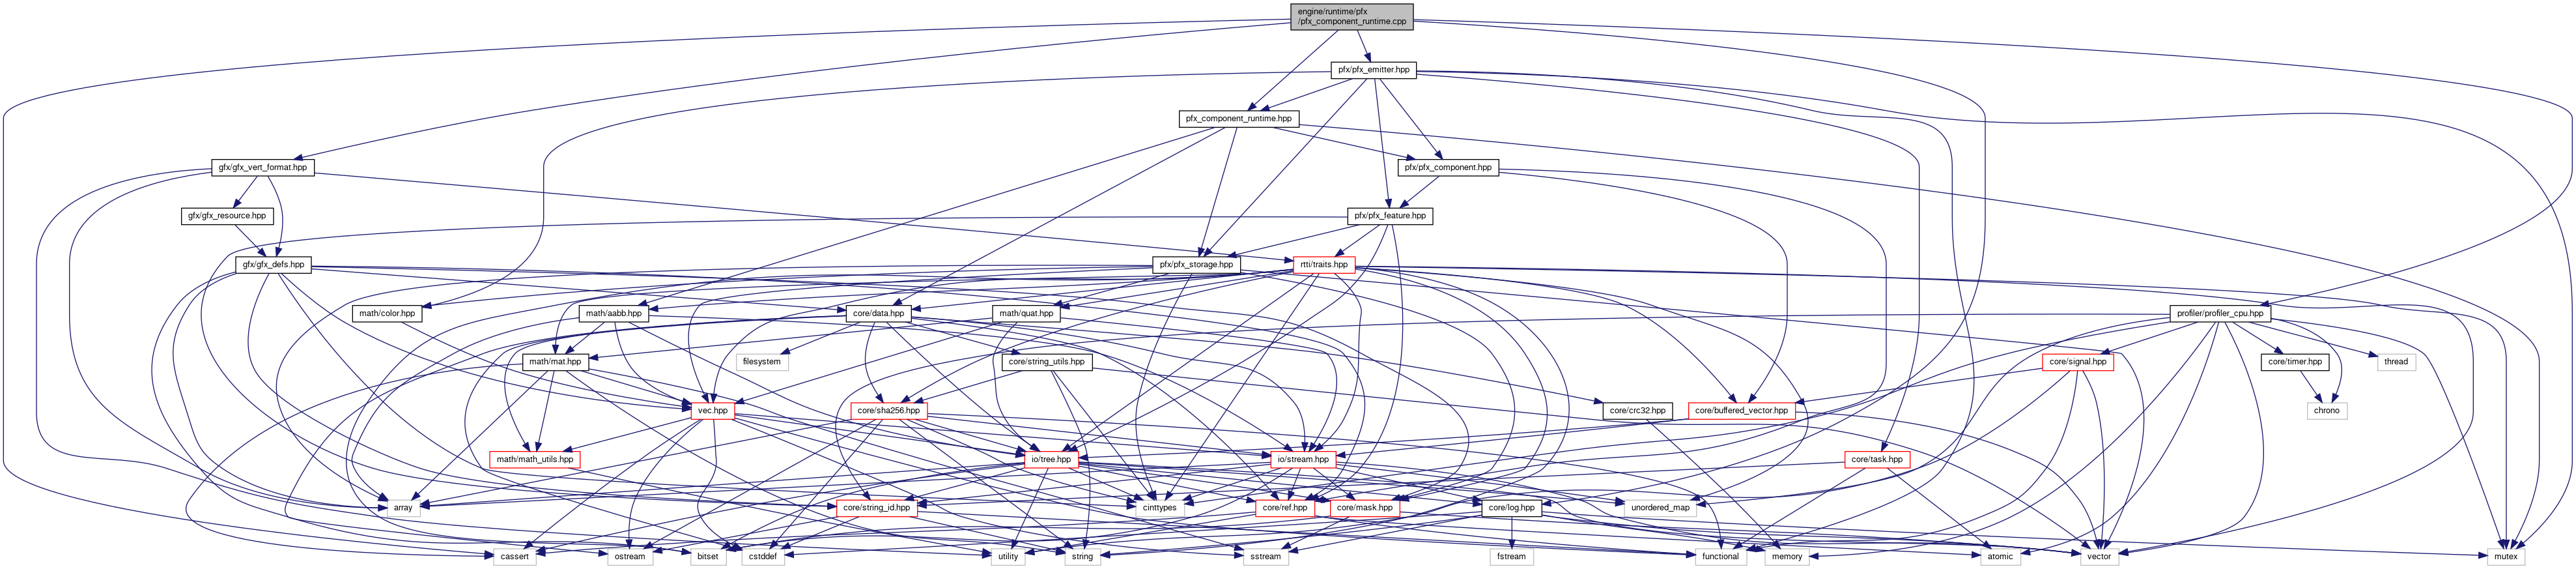 engine/runtime/pfx
/pfx_component_runtime.cpp
pfx/pfx_emitter.hpp
pfx_component_runtime.hpp
gfx/gfx_vert_format.hpp
pfx/pfx_component.hpp
gfx/gfx_resource.hpp
pfx/pfx_feature.hpp
gfx/gfx_defs.hpp
pfx/pfx_storage.hpp
rtti/traits.hpp
math/color.hpp
math/aabb.hpp
core/data.hpp
math/quat.hpp
profiler/profiler_cpu.hpp
math/mat.hpp
filesystem
core/string_utils.hpp
core/signal.hpp
core/timer.hpp
thread
vec.hpp
core/sha256.hpp
core/crc32.hpp
core/buffered_vector.hpp
chrono
math/math_utils.hpp
io/tree.hpp
io/stream.hpp
core/task.hpp
array
core/string_id.hpp
cinttypes
core/ref.hpp
core/mask.hpp
core/log.hpp
unordered_map
cassert
ostream
bitset
cstddef
utility
string
sstream
fstream
functional
memory
atomic
vector
mutex